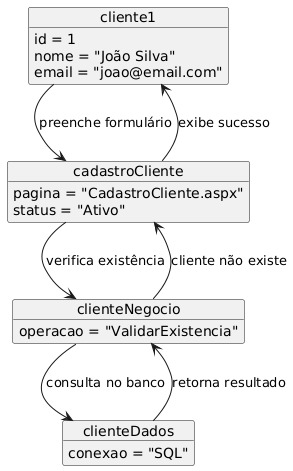 cliente1
id = 1
nome = "João Silva"
email = "joao@email.com"
preenche formulário
exibe sucesso
cadastroCliente
pagina = "CadastroCliente.aspx"
status = "Ativo"
verifica existência
cliente não existe
clienteNegocio
operacao = "ValidarExistencia"
consulta no banco
retorna resultado
clienteDados
conexao = "SQL"